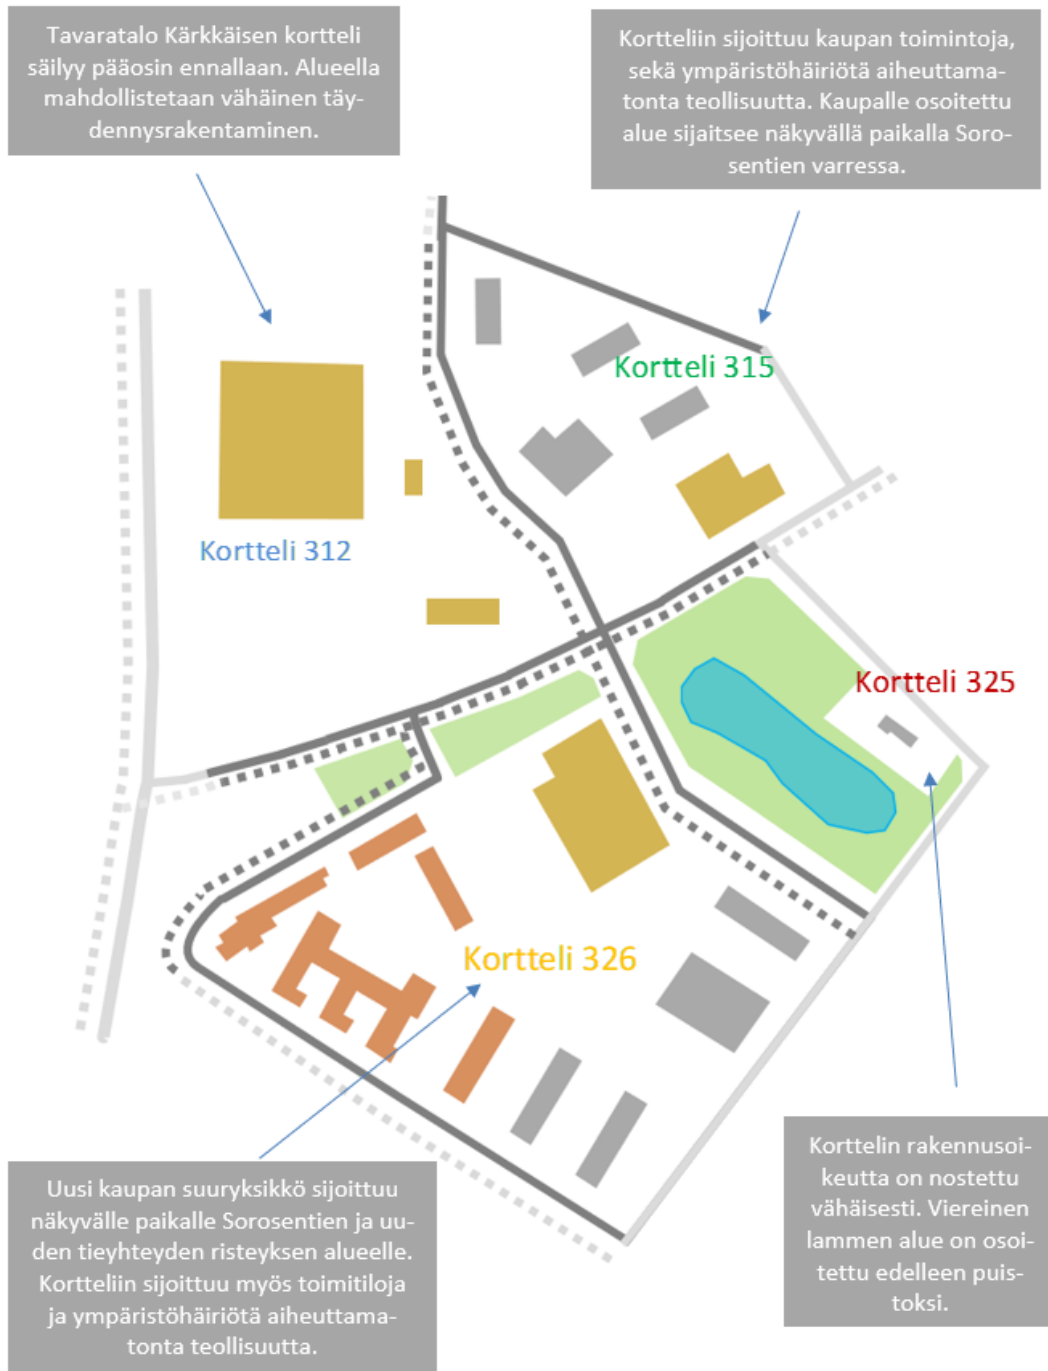 Tavaratalo Kärkkäisen kortteli
säilyy pääosin ennallaan. Alueella
mahdollistetaan vähäinen täy-
dennysrakentaminen.
Kortteliin sijoittuu kaupan toimintoja,
sekä ympäristöhäiriötä aiheuttama-
tonta teollisuutta. Kaupalle osoitettu
alue sijaitsee näkyvällä paikalla Soro-
sentien varressa.
Kortteli 315
Kortteli 312
Kortteli 325
Kortteli 326
Uusi kaupan suuryksikkö sijoittuu
näkyvälle paikalle Sorosentien ja uu-
den tieyhteyden risteyksen alueelle.
Kortteliin sijoittuu myös toimitiloja
ja ympäristöhäiriötä aiheuttama-
tonta teollisuutta.
Korttelin rakennusoi-
keutta on nostettu
vähäisesti. Viereinen
lammen alue on osoi-
tettu edelleen puis-
toksi.